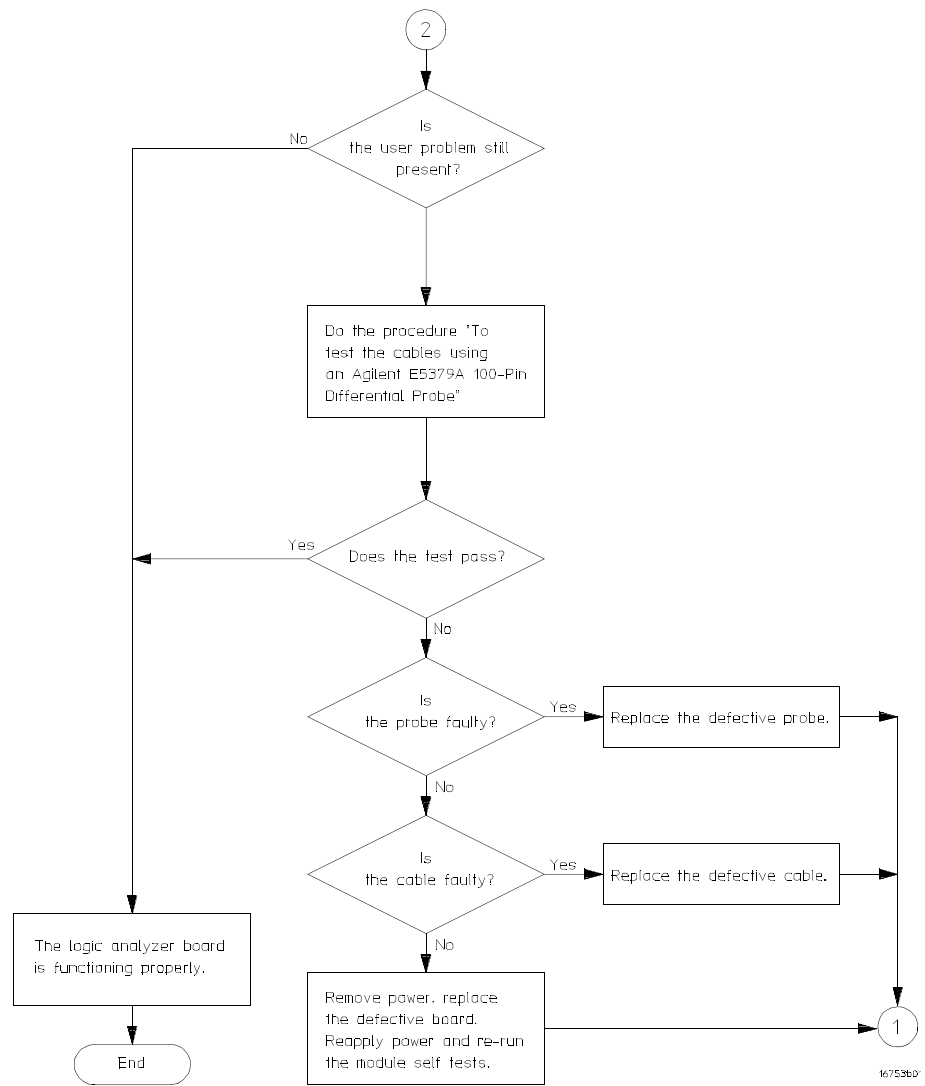 2
Is
the user problem still
present?
No
Do the procedure "To
test the cables using
an Agilent E5379A 100-Pin
Differential Probe"
Does the test pass?
Yes
No
Is
the probe faulty?
Yes
Replace the defective probe.
No
Is
the cable faulty?
Yes
Replace the defective cable.
No
The logic analyzer board
is functioning properly.
End
Remove power, replace
the defective board.
Reapply power and re-run
the module self tests.
1